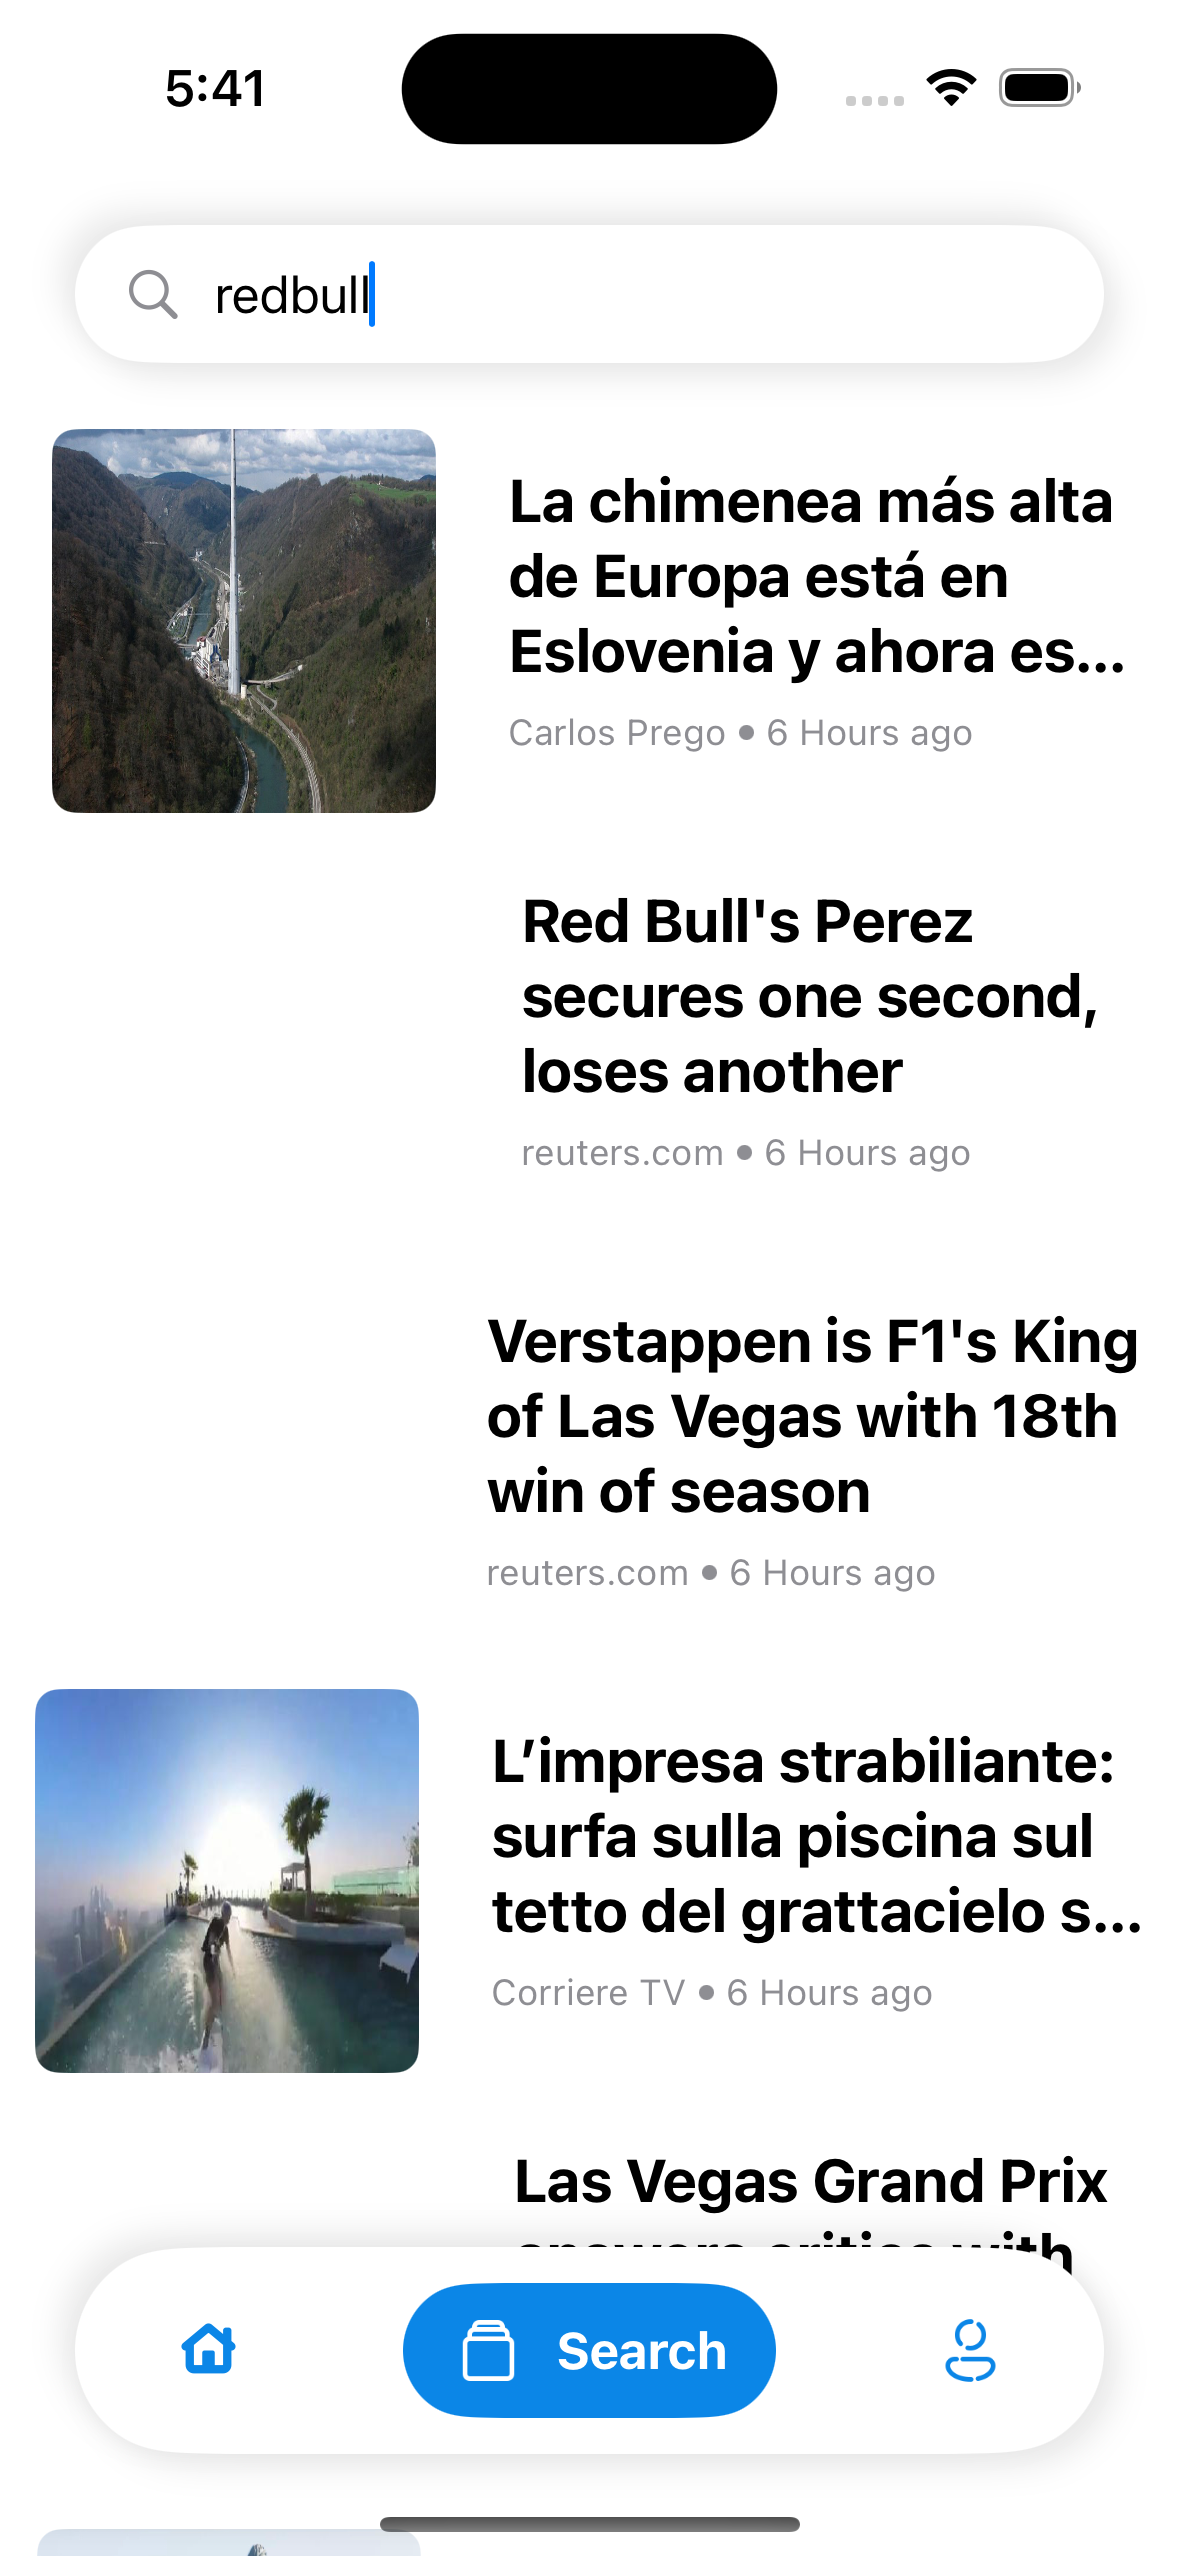 5:41
redbull
La chimenea más alta
de Europa está en
Eslovenia y ahora es...
Carlos Prego • 6 Hours ago
Red Bull's Perez
secures one second,
loses another
reuters.com • 6 Hours ago
Verstappen is F1's King
of Las Vegas with 18th
win of season
reuters.com • 6 Hours ago
L’impresa strabiliante:
surfa sulla piscina sul
tetto del grattacielo s...
Corriere TV • 6 Hours ago
Las Vegas Grand Prix
answers critics with
Search